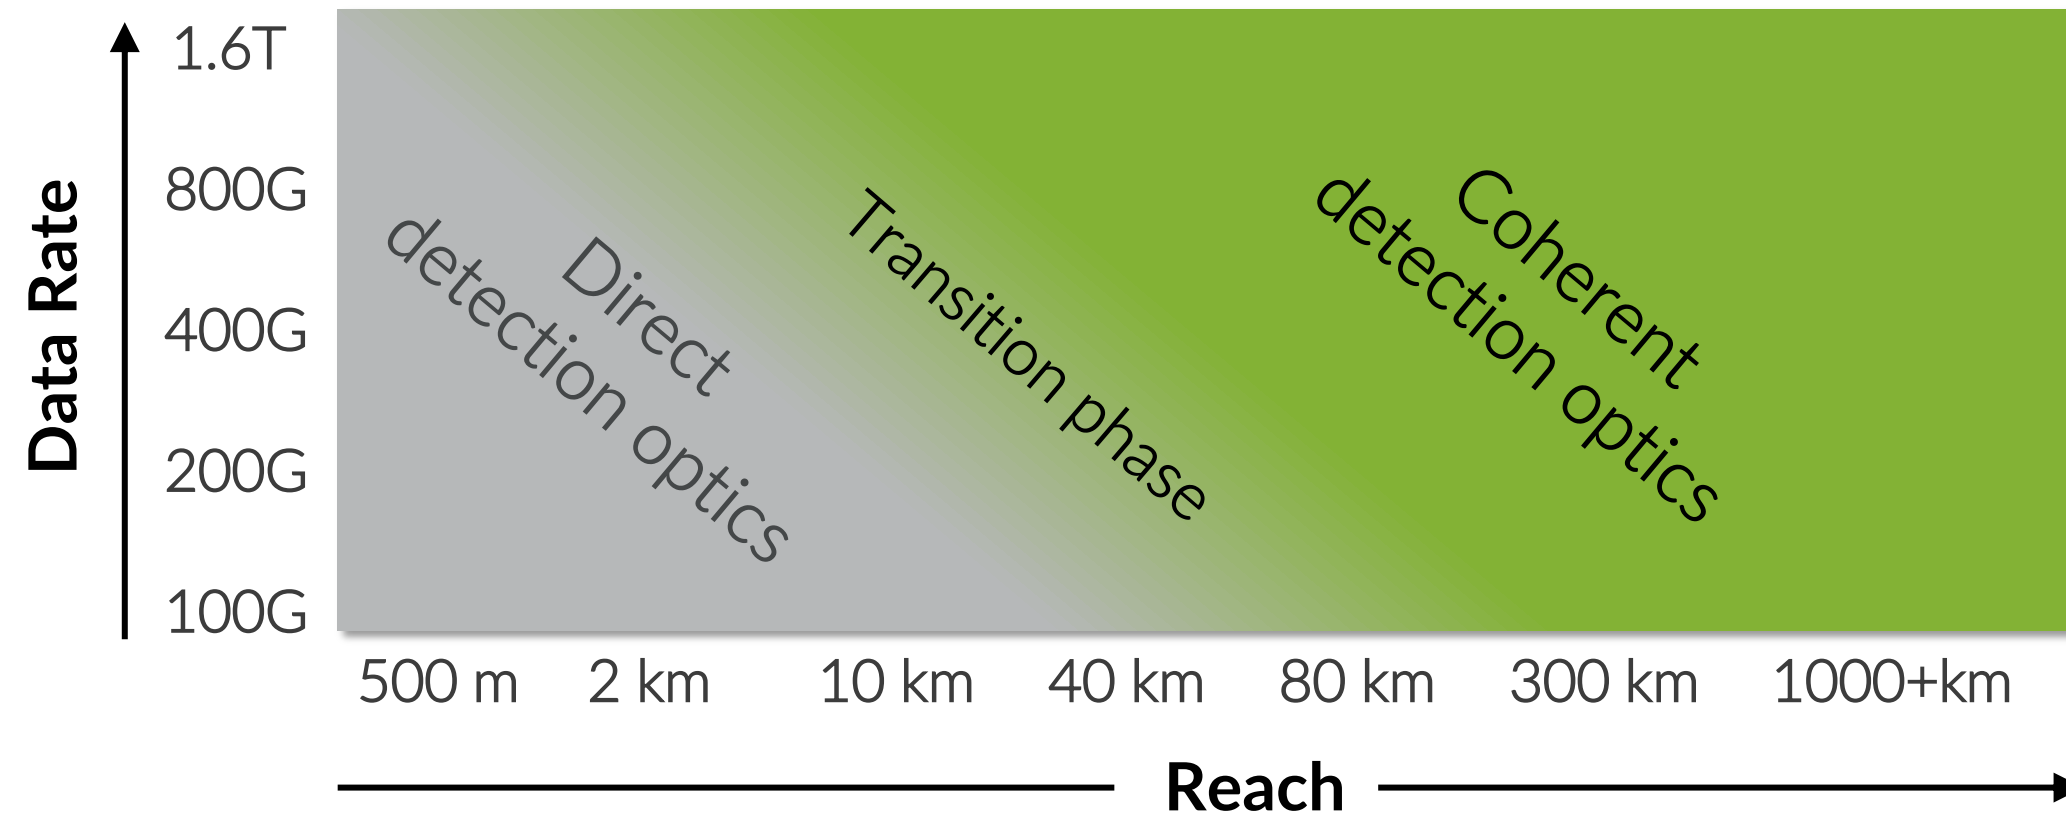 Data Rate
1.6T
800G
400G
200G
100G
Direct
detection optics
Transition phase
Coherent
detection optics
500 m
2 km
10 km
40 km
80 km
300 km
1000+km
Reach